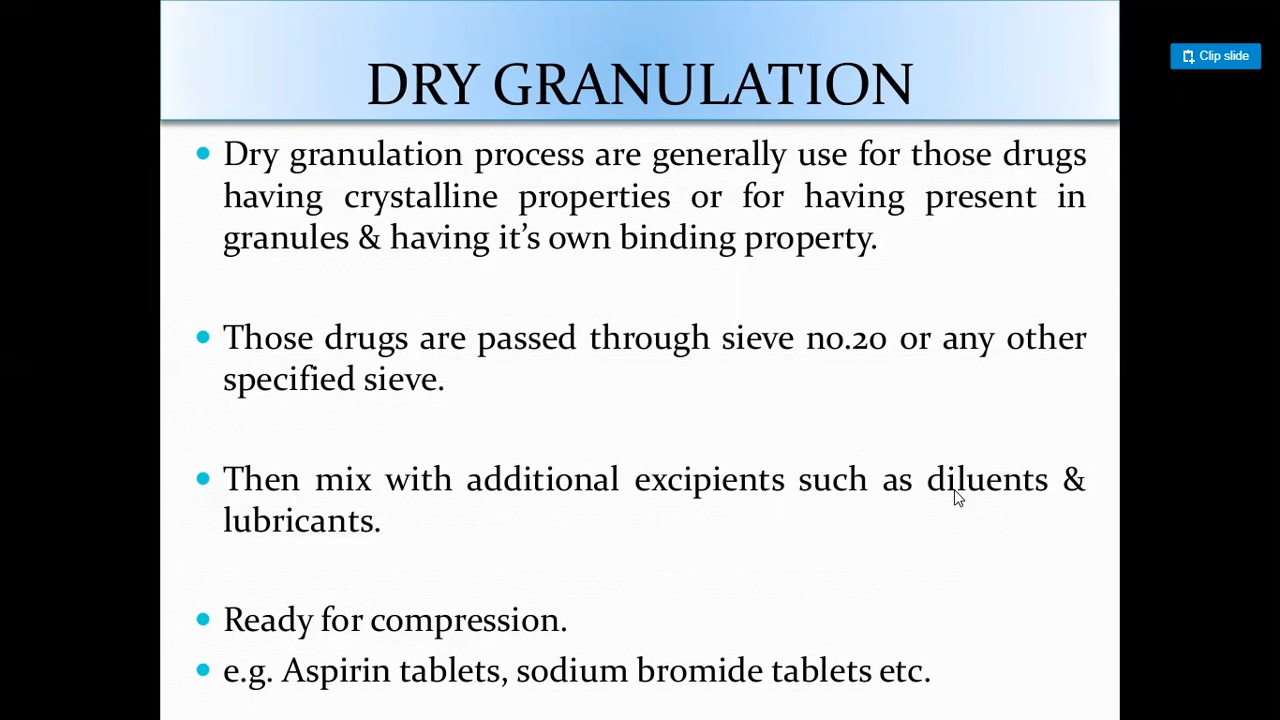 Clip slide
DRY GRANULATION
• Dry granulation process are generally use for those drugs
having crystalline properties or for having present in
granules & having it’s own binding property.
• Those drugs are passed through sieve no.20 or any other
specified sieve.
• Then mix with additional excipients such as diluents &
lubricants.
• Ready for compression.
• e.g. Aspirin tablets, sodium bromide tablets etc.